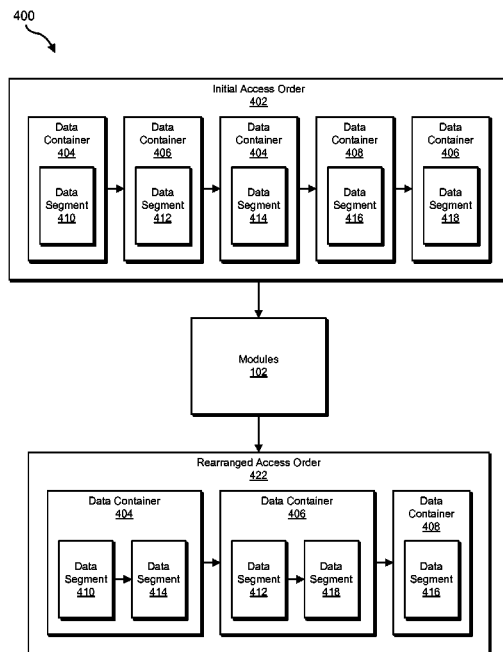 400
Initial Access Order
402
Data
Container
404
Data
Segment
410
Data
Container
406
Data
Segment
412
Data
Container
404
Data
Segment
414
Data
Container
408
Data
Segment
416
Data
Container
406
Data
Segment
418
Modules
102
Rearranged Access Order
422
Data Container
404
Data
Segment
410
Data
Segment
414
Data Container
406
Data
Segment
412
Data
Segment
418
Data
Container
408
Data
Segment
416